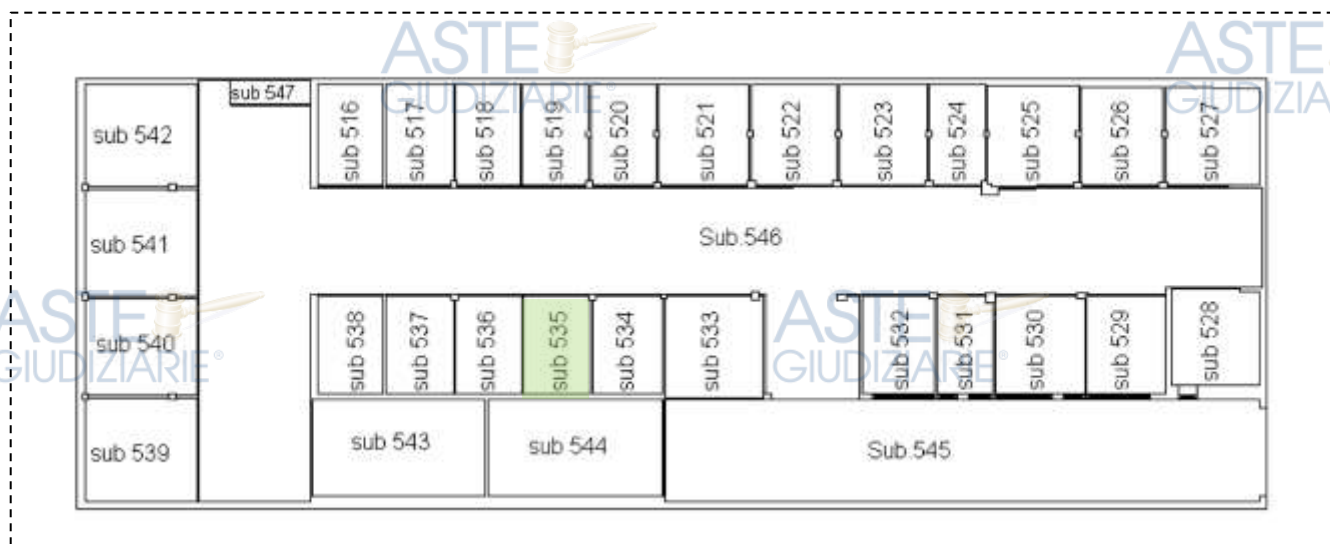 ASTE
GIUDIZIARIE®
ASTE
GIUDIZIA
sub 547
sub 542
sub 516
sub 517
sub 518
sub 519
sub 520
sub 521
sub 522
sub 523
sub 524
sub 525
sub 526
sub 527
sub 541
Sub.546
ASTE
GIUDIZIARIE®
ASTE
GIUDIZIARIE®
sub 540
sub 538
sub 537
sub 536
sub 535
sub 534
sub 533
sub 532
sub 531
sub 530
sub 529
sub 528
sub 539
sub 543
sub 544
Sub.545